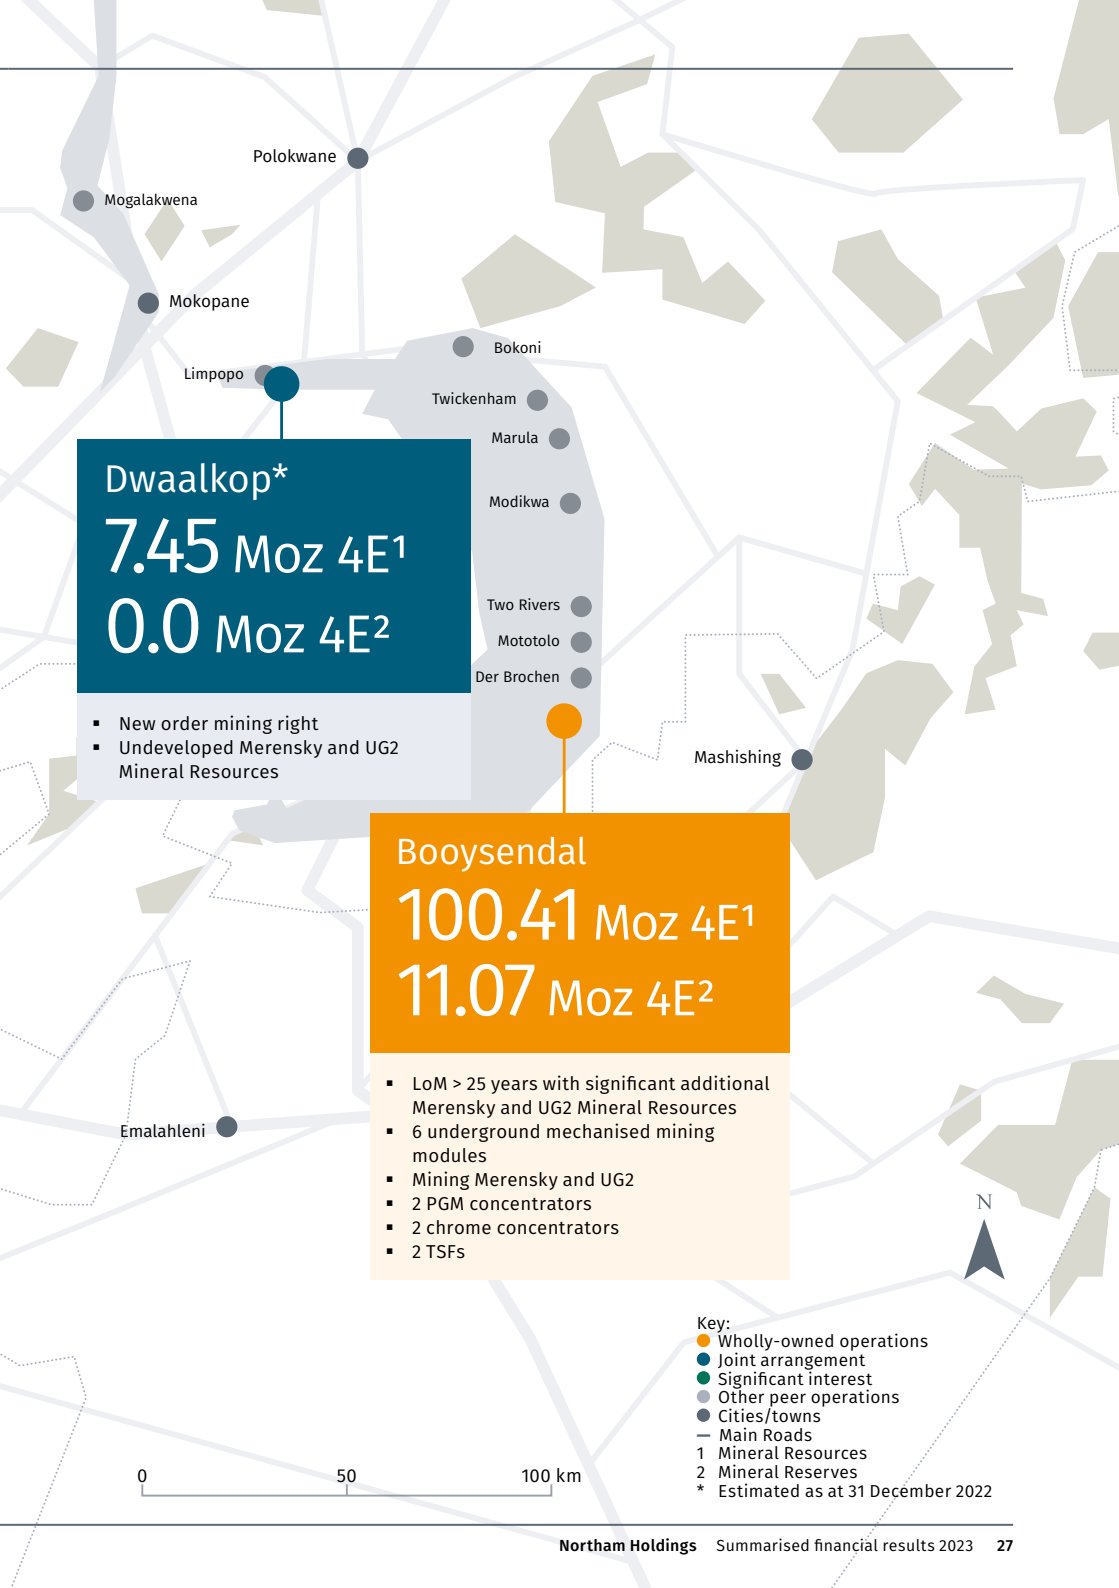 Polokwane
Mogalakwena
Mokopane
Bokoni
Limpopo
Twickenham
Marula
Modikwa
Dwaalkop*
7.45 Moz 4E¹
0.0 Moz 4E²
Two Rivers
Mototolo
Der Brochen
▪ New order mining right
▪ Undeveloped Merensky and UG2
Mineral Resources
Mashishing
Booysendal
100.41 Moz 4E¹
11.07 Moz 4E²
▪ LoM > 25 years with significant additional
Merensky and UG2 Mineral Resources
▪ 6 underground mechanised mining
modules
▪ Mining Merensky and UG2
▪ 2 PGM concentrators
▪ 2 chrome concentrators
▪ 2 TSFs
Emalahleni
N
Key:
Wholly-owned operations
Joint arrangement
Significant interest
Other peer operations
Cities/towns
Main Roads
1 Mineral Resources
2 Mineral Reserves
* Estimated as at 31 December 2022
0 50 100 km
Northam Holdings Summarised financial results 2023 27